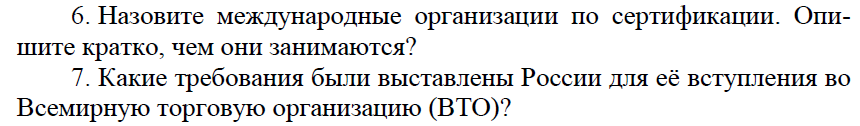 6. Назовите международные организации по сертификации. Опи-
шите кратко, чем они занимаются?
7. Какие требования были выставлены России для её вступления во
Всемирную торговую организацию (ВТО)?